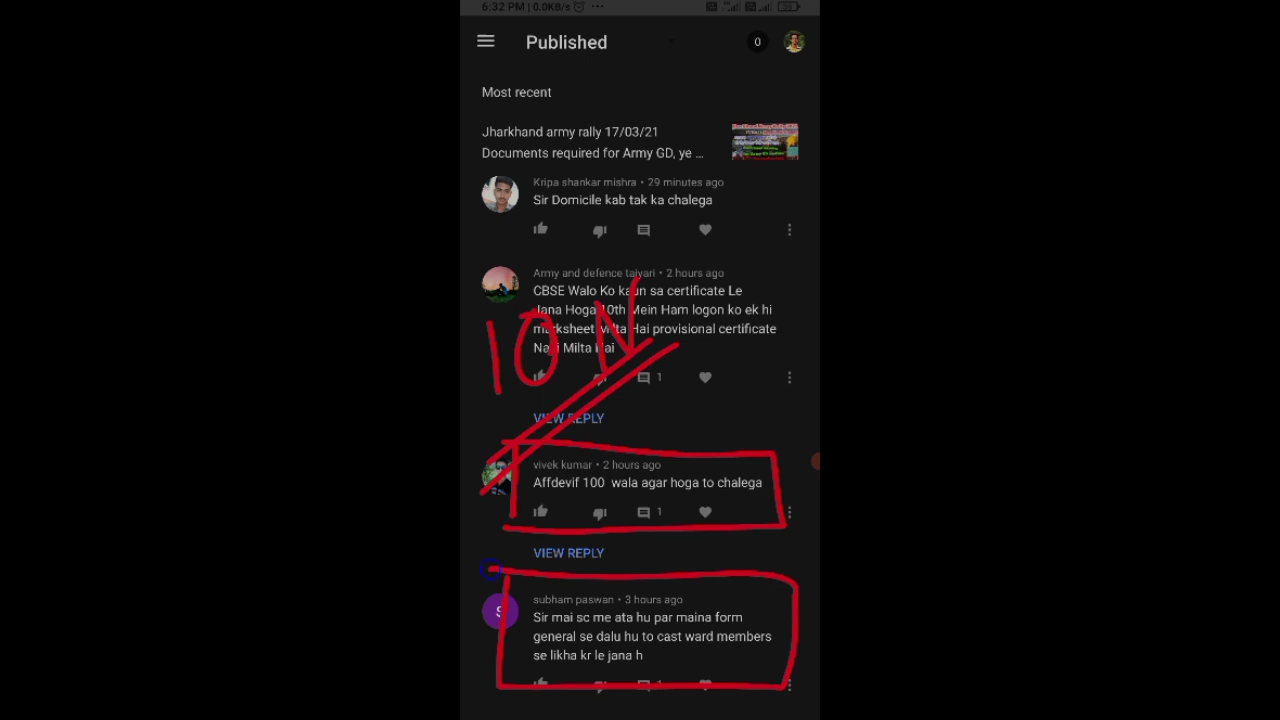 6:32 PM | 0.0KB/s
Published
0
Most recent
Jharkhand army rally 17/03/21
Documents required for Army GD, ye ...
Kripa shankar mishra • 29 minutes ago
Sir Domicile kab tak ka chalega
Army and defence taiyari • 2 hours ago
CBSE Walo Ko kaun sa certificate Le
Jana Hoga 10th Mein Ham logon ko ek hi
marksheet Milta Hai provisional certificate
Nahi Milta Hai
10 N
1
VIEW REPLY
vivek kumar • 2 hours ago
Affdevif 100 wala agar hoga to chalega
1
VIEW REPLY
S
subham paswan • 3 hours ago
Sir mai sc me ata hu par maina form
general se dalu hu to cast ward members
se likha kr le jana h
1